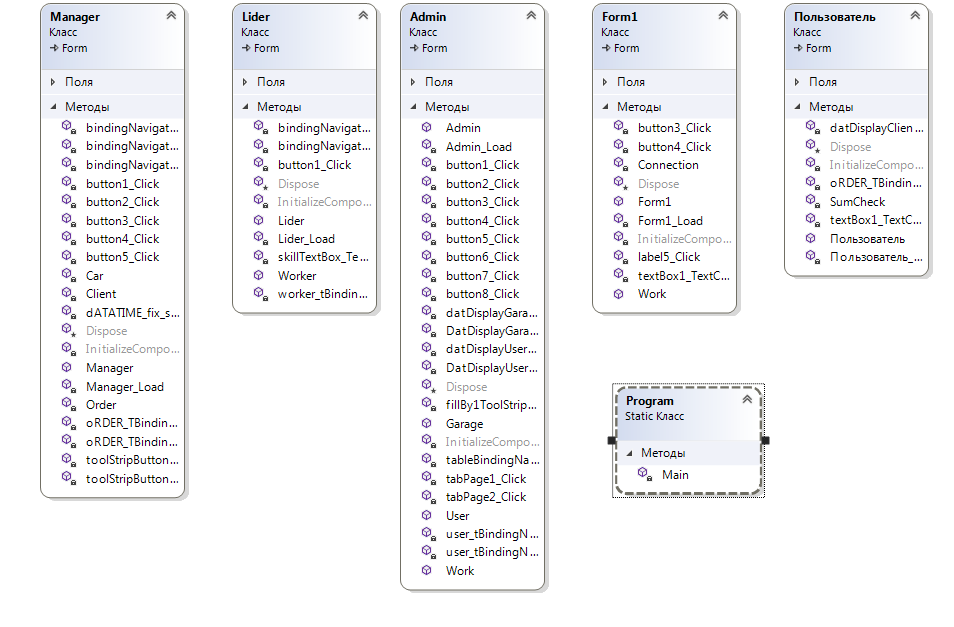 Manager
Класс
Form
Поля
Методы
bindingNavigat...
bindingNavigat...
bindingNavigat...
button1_Click
button2_Click
button3_Click
button4_Click
button5_Click
Car
Client
dATATIME_fix_s...
Dispose
InitializeCompo...
Manager
Manager_Load
Order
oRDER_TBindin...
oRDER_TBindin...
toolStripButton...
toolStripButton...
Lider
Класс
Form
Поля
Методы
bindingNavigat...
bindingNavigat...
button1_Click
Dispose
InitializeCompo...
Lider
Lider_Load
skillTextBox_Te...
Worker
worker_tBindin...
Admin
Класс
Form
Поля
Методы
Admin
Admin_Load
button1_Click
button2_Click
button3_Click
button4_Click
button5_Click
button6_Click
button7_Click
button8_Click
datDisplayGara...
DatDisplayGara...
datDisplayUser...
DatDisplayUser...
Dispose
fillBy1ToolStrip...
Garage
InitializeCompo...
tableBindingNa...
tabPage1_Click
tabPage2_Click
User
user_tBindingN...
user_tBindingN...
Work
Form1
Класс
Form
Поля
Методы
button3_Click
button4_Click
Connection
Dispose
Form1
Form1_Load
InitializeCompo...
label5_Click
textBox1_TextC...
Work
Пользователь
Класс
Form
Поля
Методы
datDisplayClien...
Dispose
InitializeCompo...
oRDER_TBindin...
SumCheck
textBox1_TextC...
Пользователь
Пользователь_...
Program
Static Класс
Методы
Main